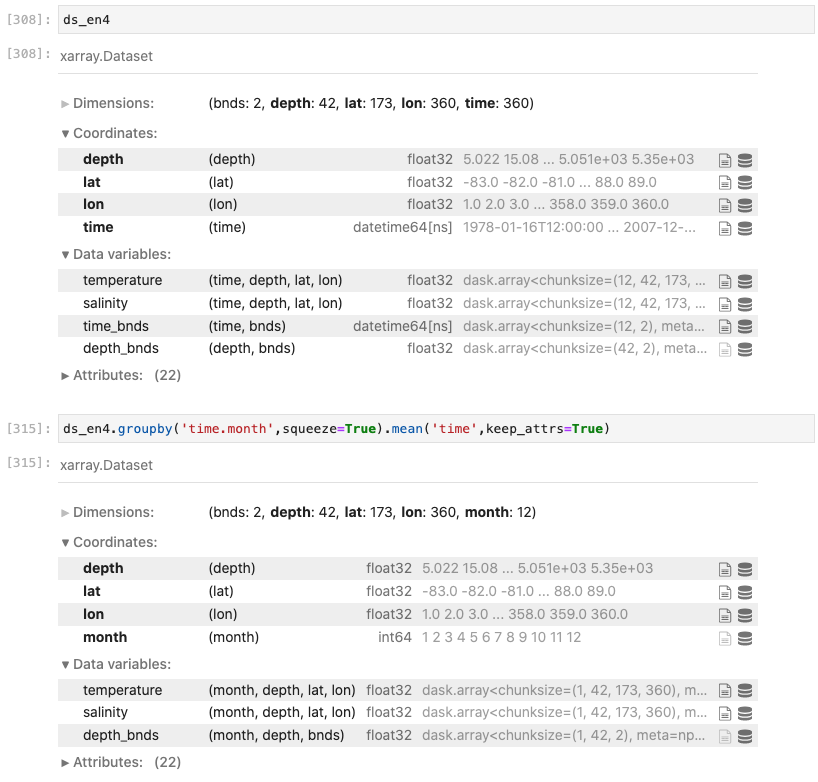 [308]: ds_en4
[308]: xarray.Dataset
▶ Dimensions: (bnds: 2, depth: 42, lat: 173, lon: 360, time: 360)
▼ Coordinates:
depth (depth) float32 5.022 15.08 ... 5.051e+03 5.35e+03
lat (lat) float32 -83.0 -82.0 -81.0 ... 88.0 89.0
lon (lon) float32 1.0 2.0 3.0 ... 358.0 359.0 360.0
time (time) datetime64[ns] 1978-01-16T12:00:00 ... 2007-12-...
▼ Data variables:
temperature (time, depth, lat, lon) float32 dask.array<chunksize=(12, 42, 173, ...
salinity (time, depth, lat, lon) float32 dask.array<chunksize=(12, 42, 173, ...
time_bnds (time, bnds) datetime64[ns] dask.array<chunksize=(12, 2), meta...
depth_bnds (depth, bnds) float32 dask.array<chunksize=(42, 2), meta...
▶ Attributes: (22)
[315]: ds_en4.groupby('time.month',squeeze=True).mean('time',keep_attrs=True)
[315]: xarray.Dataset
▶ Dimensions: (bnds: 2, depth: 42, lat: 173, lon: 360, month: 12)
▼ Coordinates:
depth (depth) float32 5.022 15.08 ... 5.051e+03 5.35e+03
lat (lat) float32 -83.0 -82.0 -81.0 ... 88.0 89.0
lon (lon) float32 1.0 2.0 3.0 ... 358.0 359.0 360.0
month (month) int64 1 2 3 4 5 6 7 8 9 10 11 12
▼ Data variables:
temperature (month, depth, lat, lon) float32 dask.array<chunksize=(1, 42, 173, 360), m...
salinity (month, depth, lat, lon) float32 dask.array<chunksize=(1, 42, 173, 360), m...
depth_bnds (month, depth, bnds) float32 dask.array<chunksize=(1, 42, 2), meta=np...
▶ Attributes: (22)